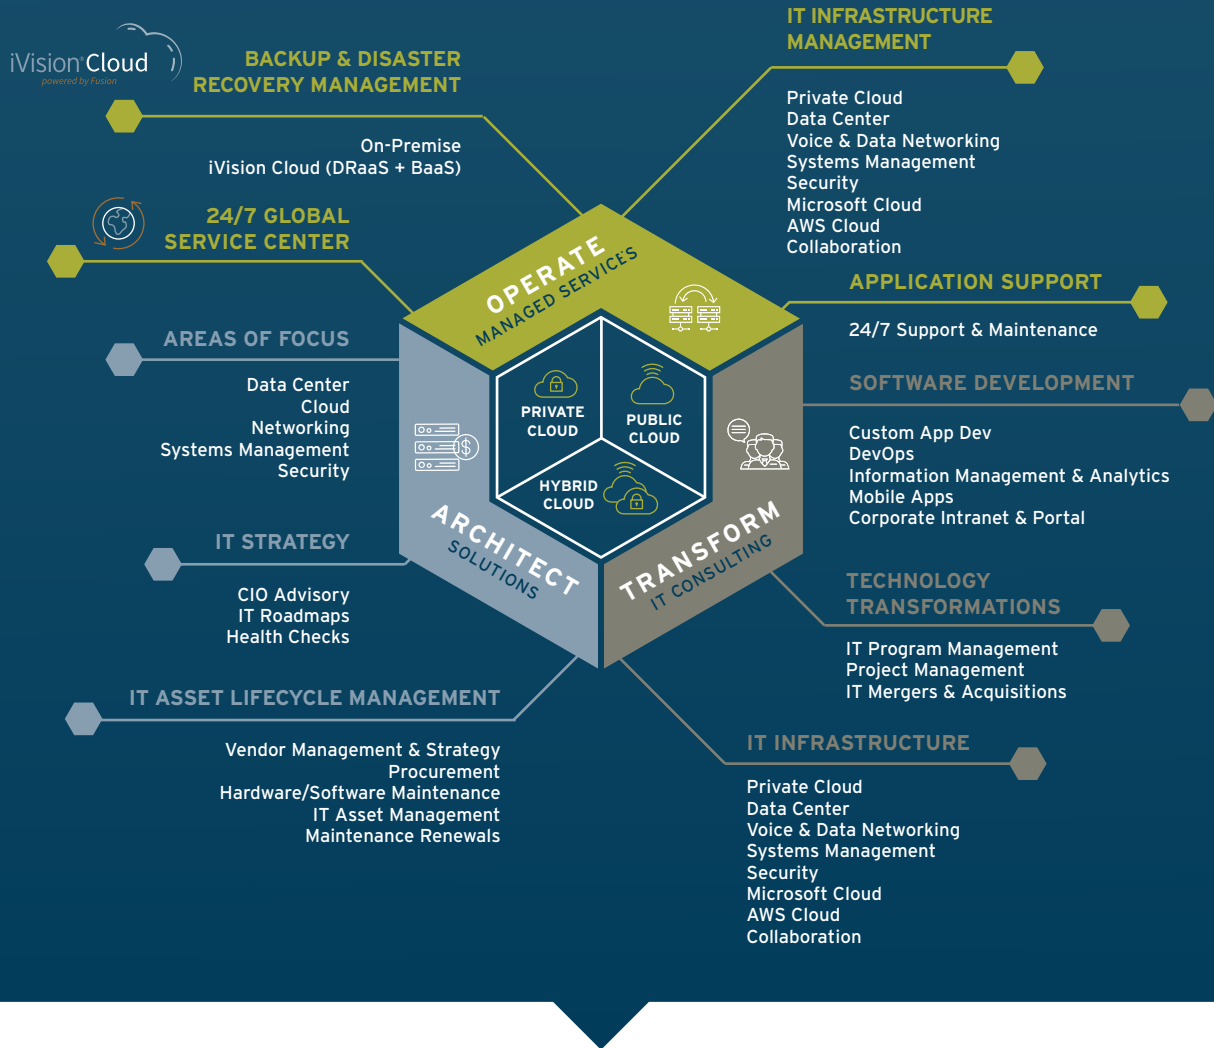 iVision® Cloud
powered by Fusion
BACKUP & DISASTER
RECOVERY MANAGEMENT
On-Premise
iVision Cloud (DRaaS + BaaS)
24/7 GLOBAL
SERVICE CENTER
AREAS OF FOCUS
Data Center
Cloud
Networking
Systems Management
Security
IT STRATEGY
CIO Advisory
IT Roadmaps
Health Checks
IT ASSET LIFECYCLE MANAGEMENT
Vendor Management & Strategy
Procurement
Hardware/Software Maintenance
IT Asset Management
Maintenance Renewals
OPERATE
MANAGED SERVICES
PRIVATE
CLOUD
PUBLIC
CLOUD
HYBRID
CLOUD
ARCHITECT
SOLUTIONS
TRANSFORM
IT CONSULTING
IT INFRASTRUCTURE
MANAGEMENT
Private Cloud
Data Center
Voice & Data Networking
Systems Management
Security
Microsoft Cloud
AWS Cloud
Collaboration
APPLICATION SUPPORT
24/7 Support & Maintenance
SOFTWARE DEVELOPMENT
Custom App Dev
DevOps
Information Management & Analytics
Mobile Apps
Corporate Intranet & Portal
TECHNOLOGY
TRANSFORMATIONS
IT Program Management
Project Management
IT Mergers & Acquisitions
IT INFRASTRUCTURE
Private Cloud
Data Center
Voice & Data Networking
Systems Management
Security
Microsoft Cloud
AWS Cloud
Collaboration